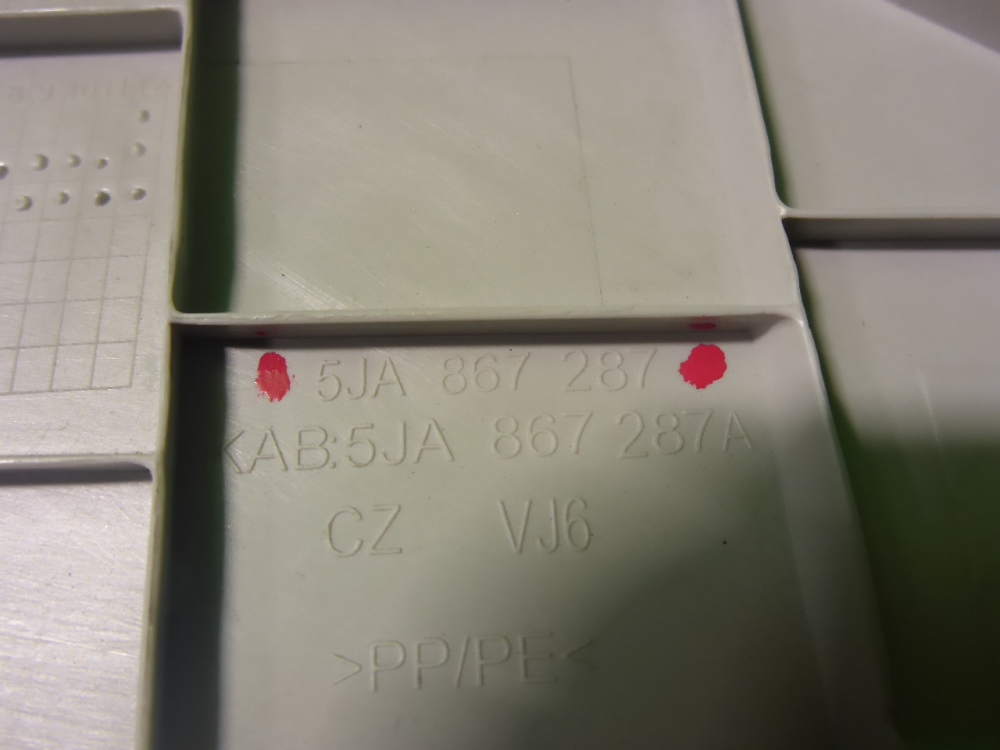 5JA 867 287
KAB:5JA 867 287A
CZ VJ6
>PP/PE<